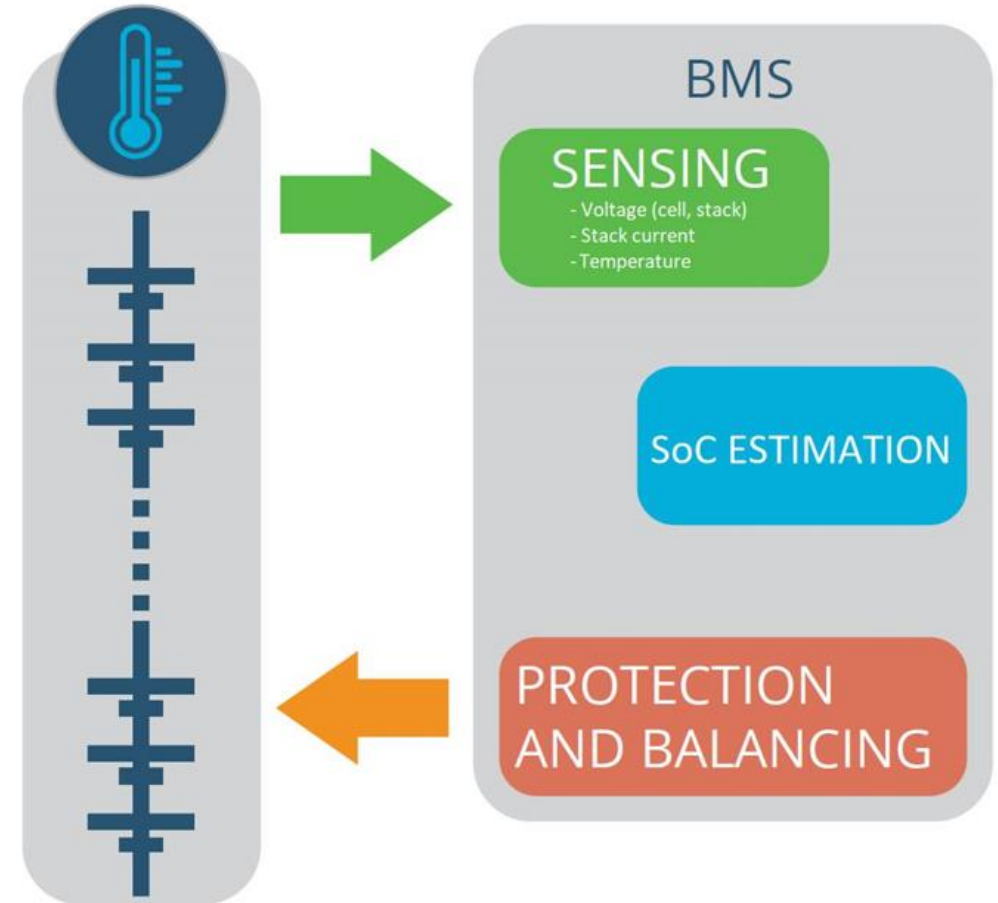 BMS
SENSING
- Voltage (cell, stack)
- Stack current
- Temperature
SoC ESTIMATION
PROTECTION
AND BALANCING